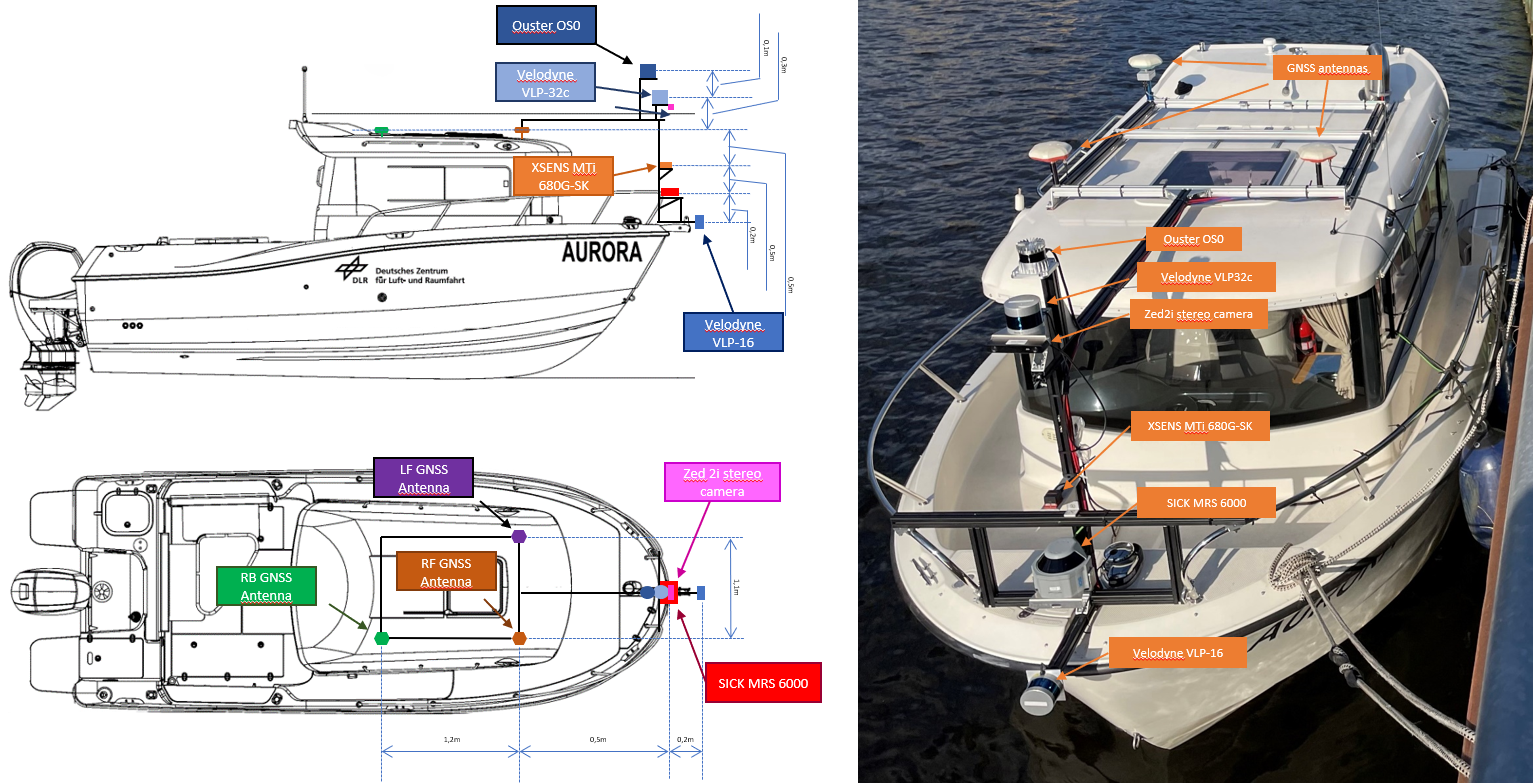 Ouster OS0
Velodyne
VLP-32c
0,1m
0,3m
XSENS MTi
680G-SK
0,2m
0,5m
0,5m
AURORA
DLR
Deutsches Zentrum
für Luft- und Raumfahrt
Velodyne
VLP-16
LF GNSS
Antenna
Zed 2i stereo
camera
RF GNSS
Antenna
RB GNSS
Antenna
1,1m
SICK MRS 6000
1,2m
0,5m
0,2m
GNSS antennas
Ouster OS0
Velodyne VLP32c
Zed2i stereo camera
XSENS MTi 680G-SK
SICK MRS 6000
Velodyne VLP-16
AURORA